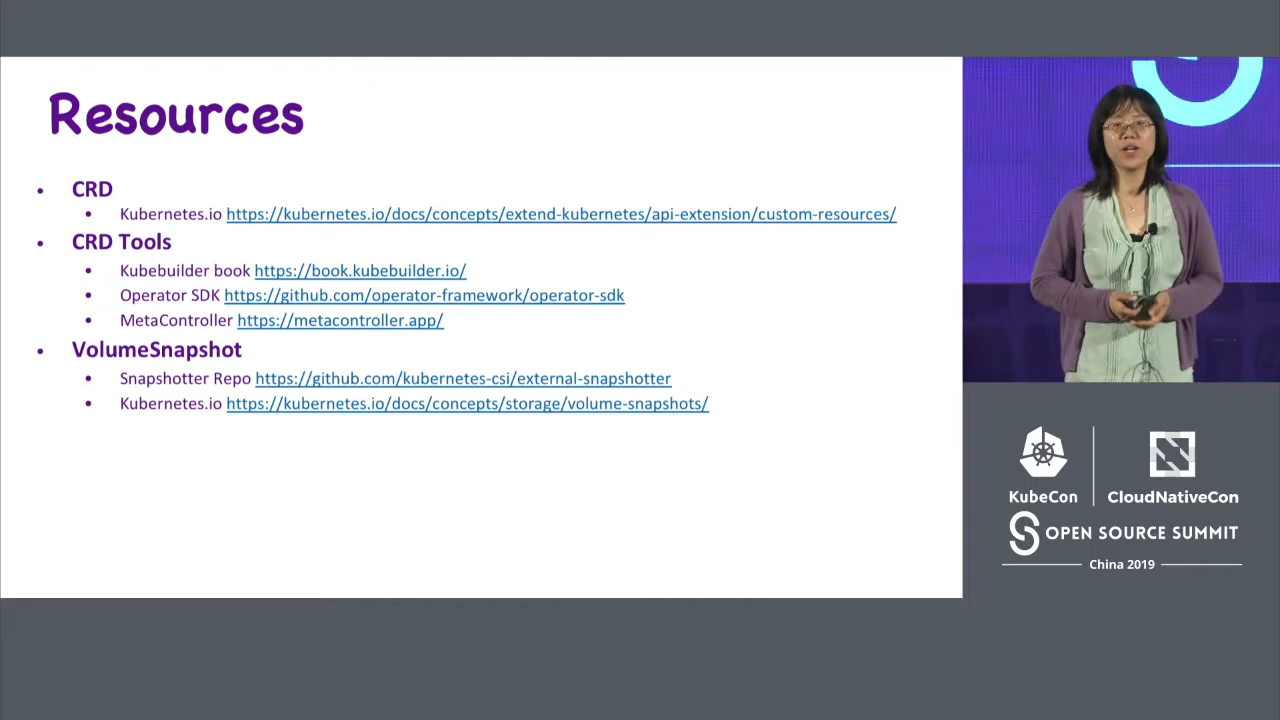 Resources
• CRD
• Kubernetes.io https://kubernetes.io/docs/concepts/extend-kubernetes/api-extension/custom-resources/
• CRD Tools
• Kubebuilder book https://book.kubebuilder.io/
• Operator SDK https://github.com/operator-framework/operator-sdk
• MetaController https://metacontroller.app/
• VolumeSnapshot
• Snapshotter Repo https://github.com/kubernetes-csi/external-snapshotter
• Kubernetes.io https://kubernetes.io/docs/concepts/storage/volume-snapshots/
KubeCon
CloudNativeCon
OPEN SOURCE SUMMIT
China 2019